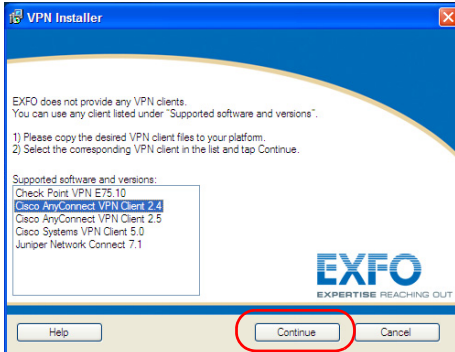 VPN Installer
EXFO does not provide any VPN clients.
You can use any client listed under "Supported software and versions".
1) Please copy the desired VPN client files to your platform.
2) Select the corresponding VPN client in the list and tap Continue.
Supported software and versions:
Check Point VPN E75.10
Cisco AnyConnect VPN Client 2.4
Cisco AnyConnect VPN Client 2.5
Cisco Systems VPN Client 5.0
Juniper Network Connect 7.1
EXFO
EXPERTISE REACHING OUT
Help
Continue
Cancel